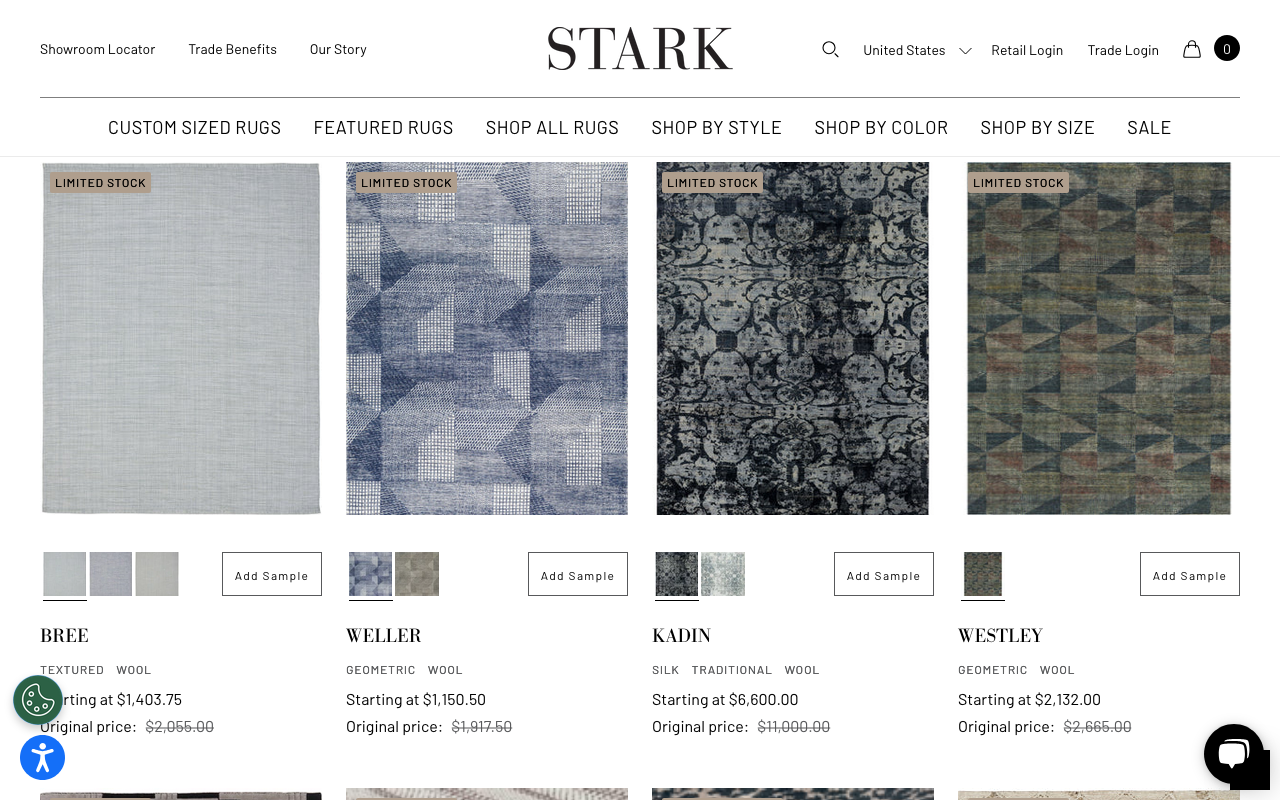 Showroom Locator
Trade Benefits
Our Story
STARK
United States
Retail Login
Trade Login
0
CUSTOM SIZED RUGS
FEATURED RUGS
SHOP ALL RUGS
SHOP BY STYLE
SHOP BY COLOR
SHOP BY SIZE
SALE
LIMITED STOCK
LIMITED STOCK
LIMITED STOCK
LIMITED STOCK
Add Sample
Add Sample
Add Sample
Add Sample
BREE
TEXTURED WOOL
Starting at $1,403.75
Original price: $2,055.00
WELLER
GEOMETRIC WOOL
Starting at $1,150.50
Original price: $1,917.50
KADIN
SILK TRADITIONAL WOOL
Starting at $6,600.00
Original price: $11,000.00
WESTLEY
GEOMETRIC WOOL
Starting at $2,132.00
Original price: $2,665.00